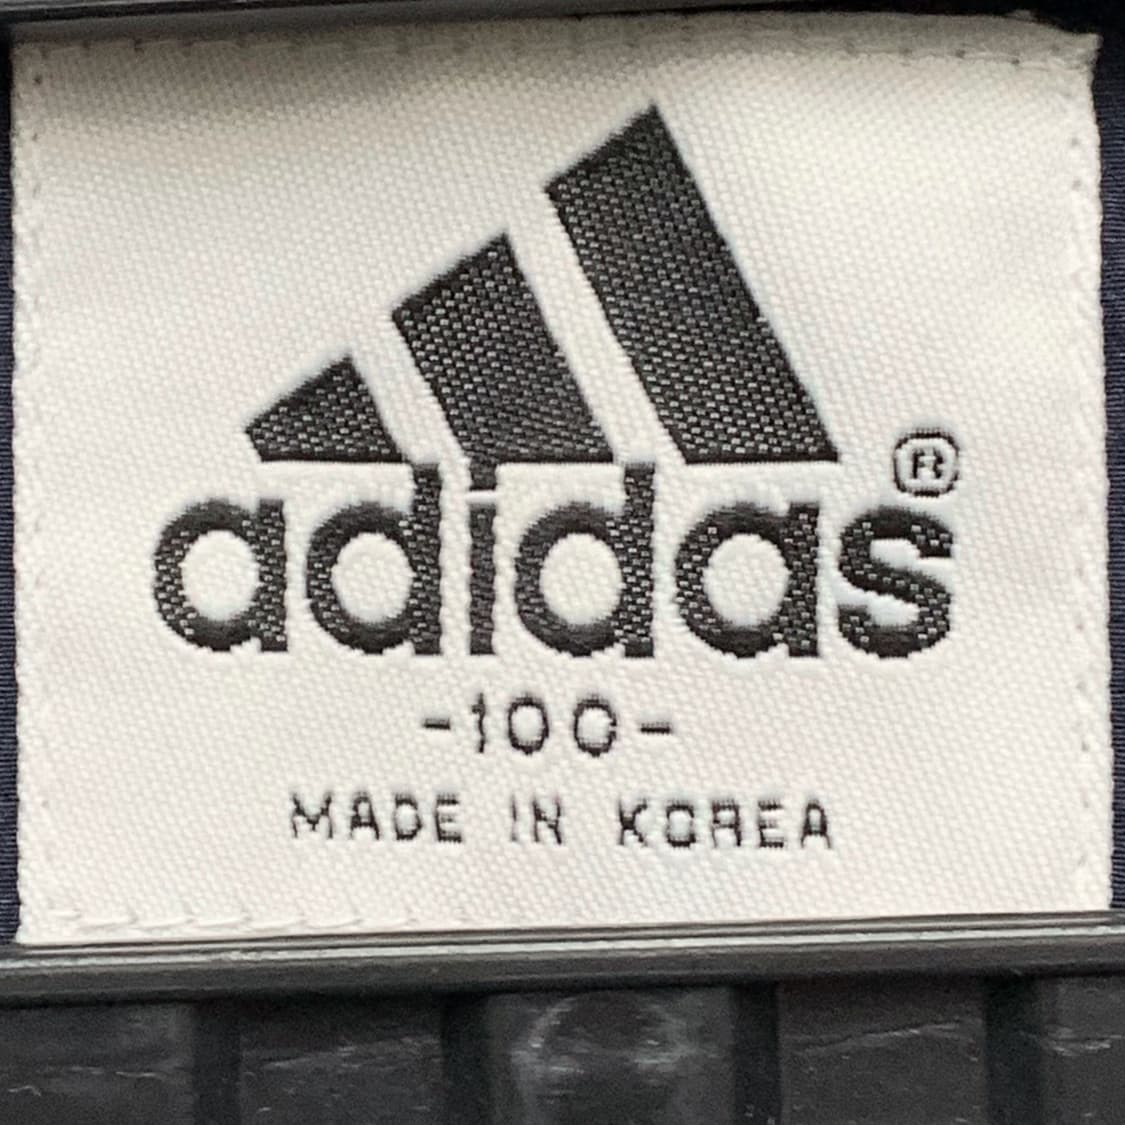 adidas®
-100-
MADE IN KOREA